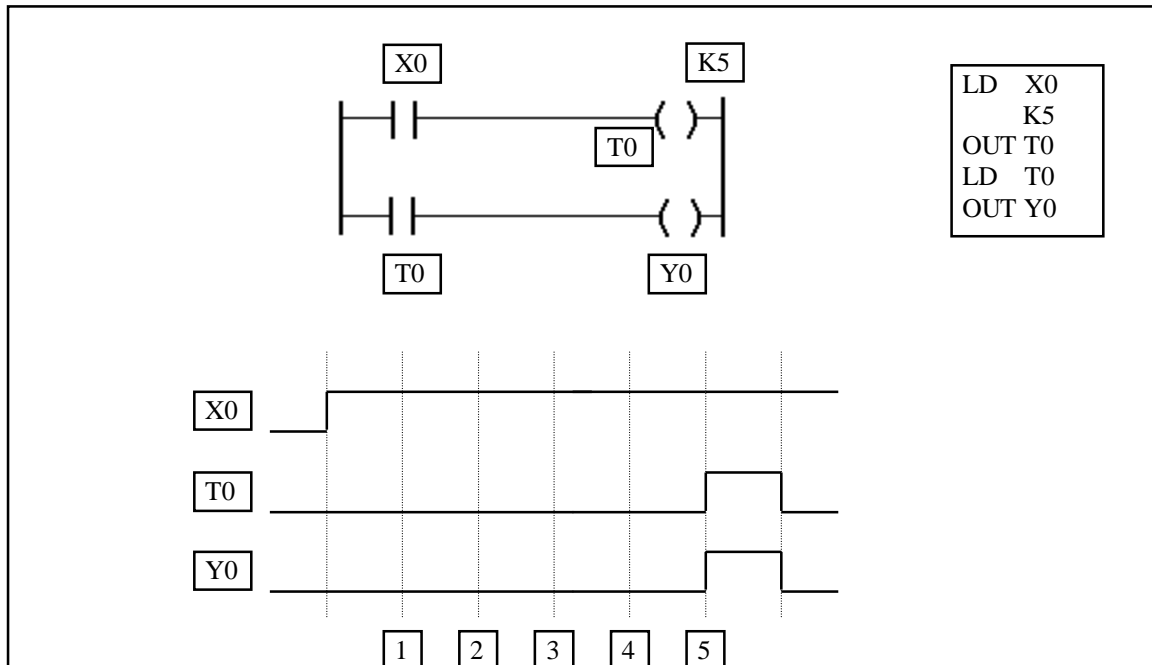 X0 K5
T0
T0 Y0
LD X0
K5
OUT T0
LD T0
OUT Y0
X0
T0
Y0
1 2 3 4 5